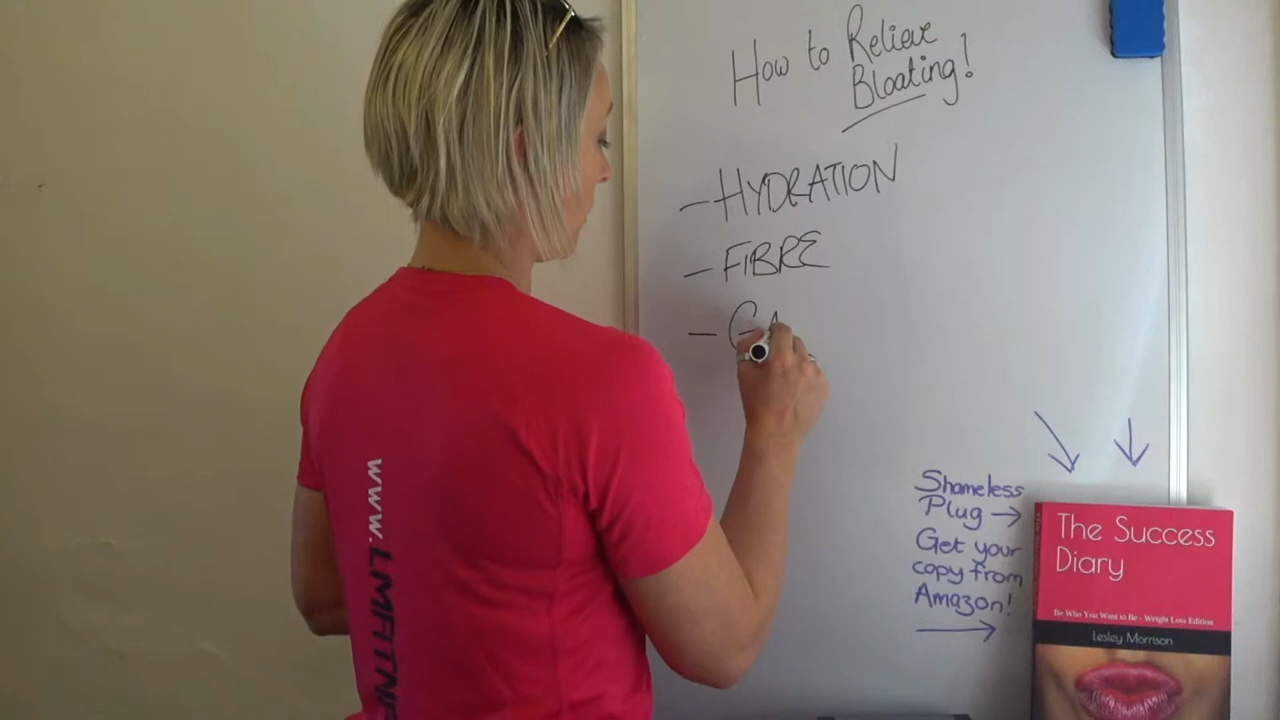 How to Relieve
Bloating!
- HYDRATION
- FIBRE
- GA
www.LMFITN
Shameless
Plug →
Get your
copy from
Amazon!
The Success
Diary
Be Who You Want to Be - Weight Loss Edition
Lesley Morrison